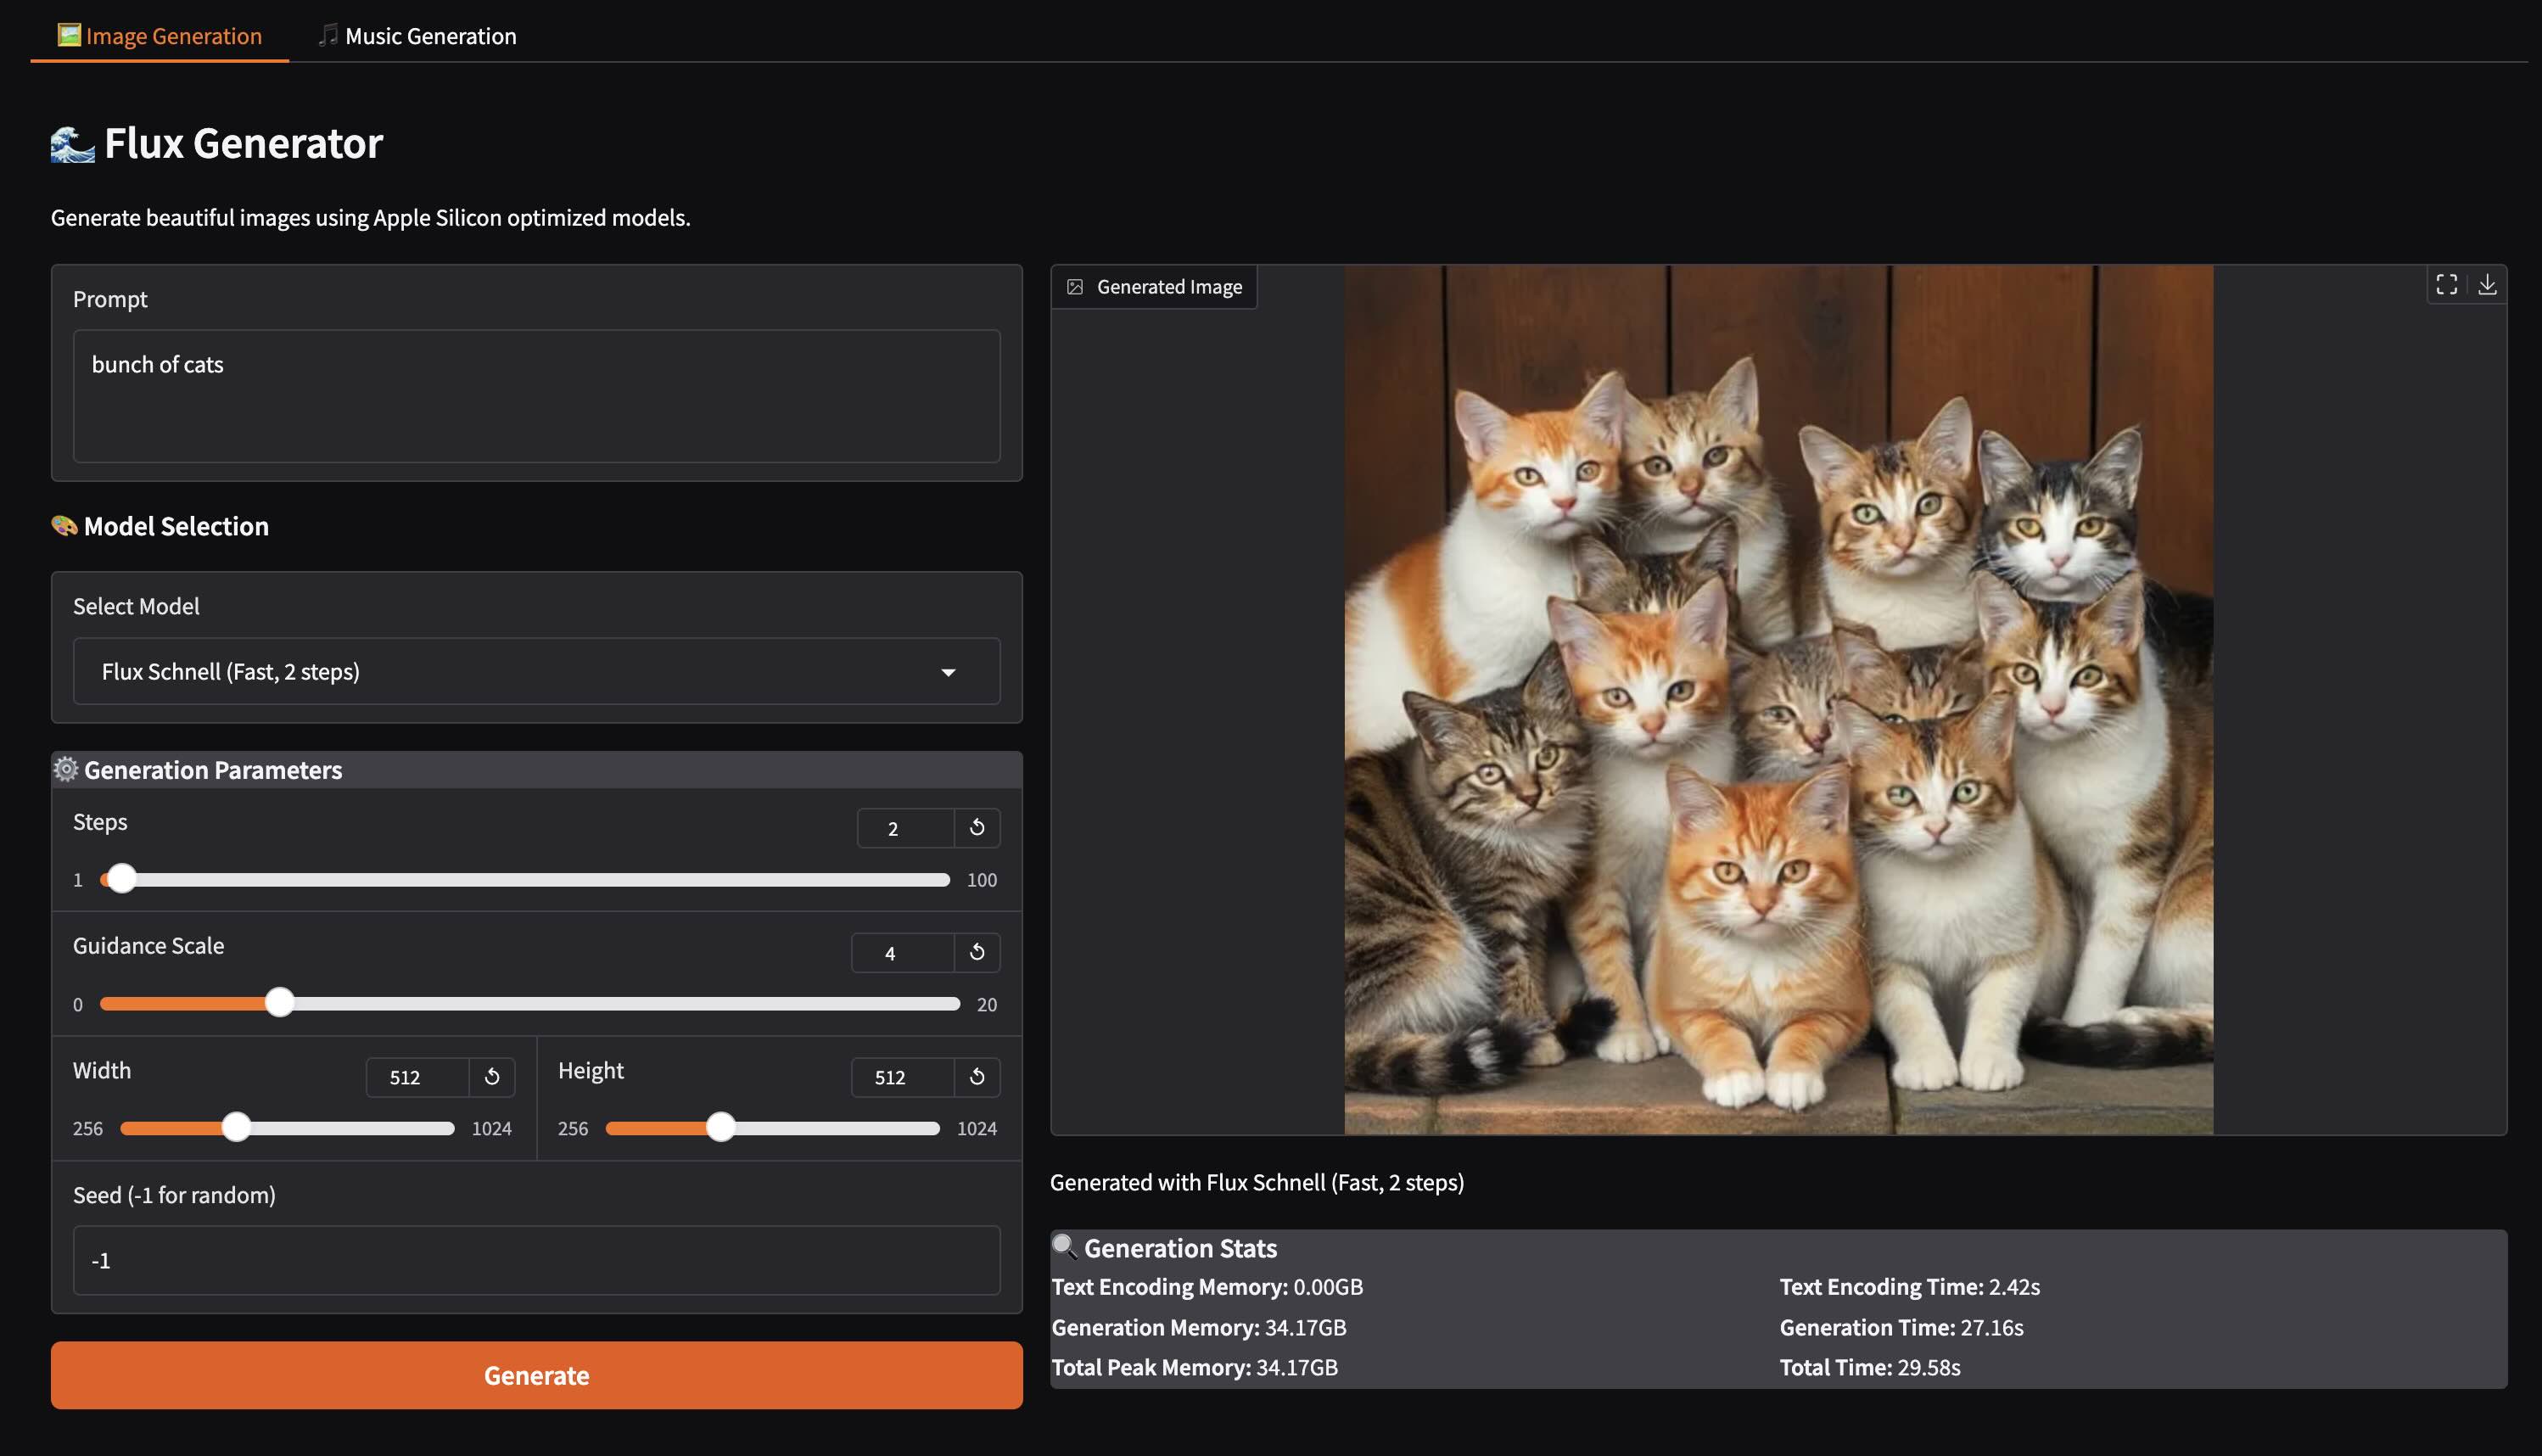 Image Generation
Music Generation
Flux Generator
Generate beautiful images using Apple Silicon optimized models.
Prompt
bunch of cats
Model Selection
Select Model
Flux Schnell (Fast, 2 steps)
Generation Parameters
Steps
2
1
100
Guidance Scale
4
0
20
Width
512
256
1024
Height
512
256
1024
Seed (-1 for random)
-1
Generate
Generated Image
Generated with Flux Schnell (Fast, 2 steps)
Generation Stats
Text Encoding Memory: 0.00GB
Text Encoding Time: 2.42s
Generation Memory: 34.17GB
Generation Time: 27.16s
Total Peak Memory: 34.17GB
Total Time: 29.58s